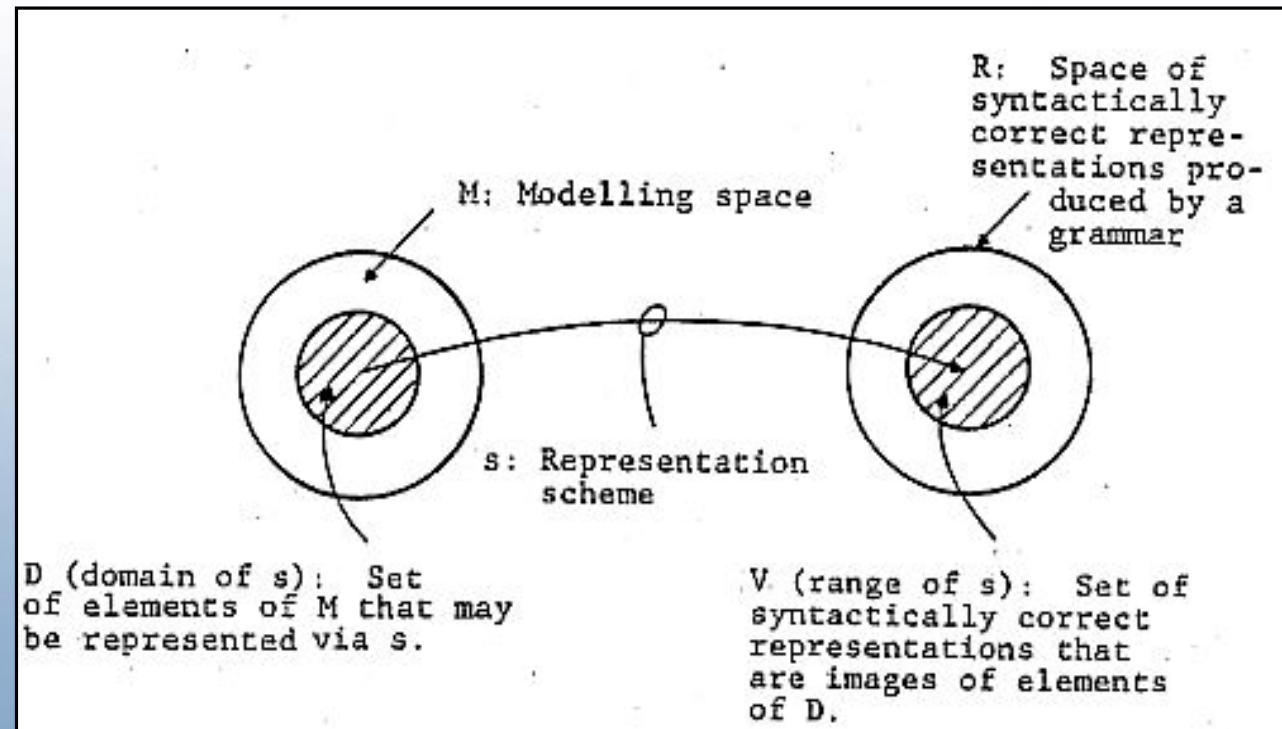 R: Space of
syntactically
correct repre-
sentations pro-
duced by a
grammar
M: Modelling space
s: Representation
scheme
D (domain of s): Set
of elements of M that may
be represented via s.
V (range of s): Set of
syntactically correct
representations that
are images of elements
of D.